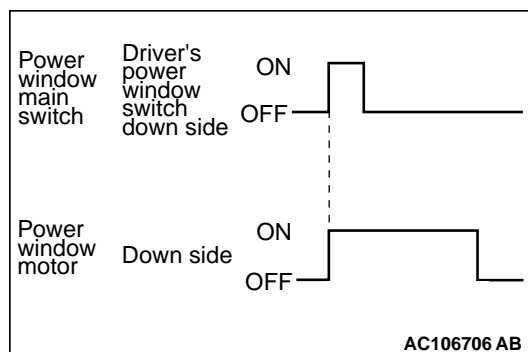 Power
window
main
switch
Driver's
power
window
switch
down side
ON
OFF
Power
window
motor
Down side
ON
OFF
AC106706 AB